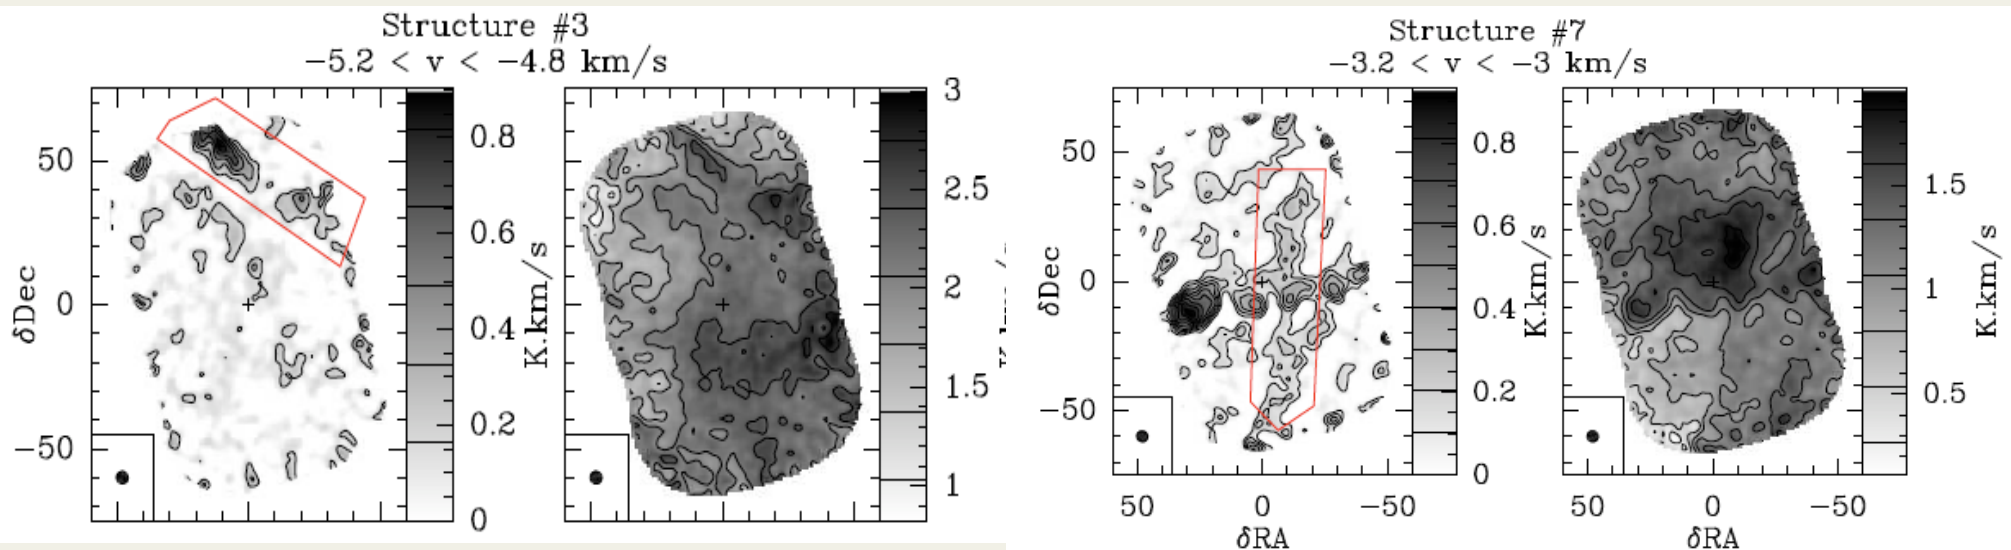 Structure #3
−5.2 < v < −4.8 km/s
δDec
50
0
−50
0.8
0.6
0.4
0.2
0
K.km/s
3
2.5
2
1.5
1
Structure #7
−3.2 < v < −3 km/s
δDec
50
0
−50
50
0
−50
δRA
0.8
0.6
0.4
0.2
0
K.km/s
50
0
−50
δRA
1.5
1
0.5
K.km/s